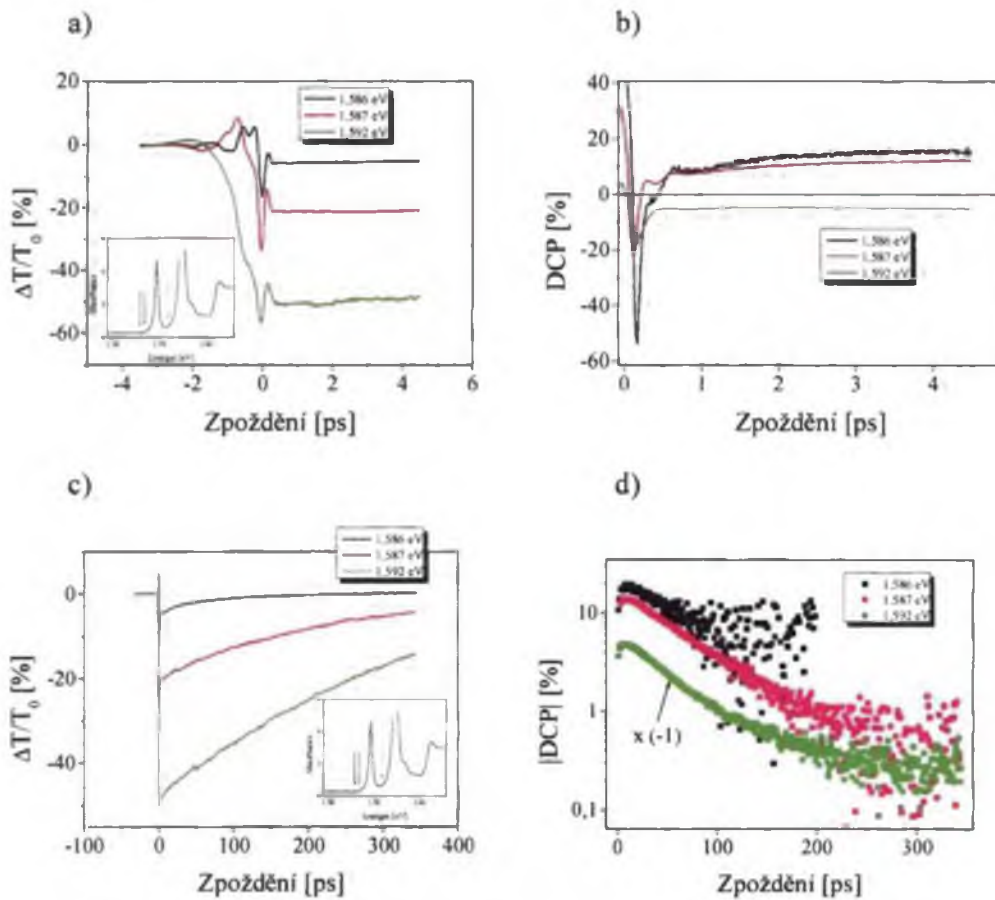 a)
20
0
-20
-40
-60
ΔT/T₀ [%]
1.586 eV
1.587 eV
1.592 eV
-4
-2
0
2
4
6
Zpoždění [ps]
b)
40
20
0
-20
-40
-60
DCP [%]
1.586 eV
1.587 eV
1.592 eV
0
1
2
3
4
Zpoždění [ps]
c)
0
-20
-40
ΔT/T₀ [%]
1.586 eV
1.587 eV
1.592 eV
-100
0
100
200
300
400
Zpoždění [ps]
d)
10
1
0,1
|DCP| [%]
1.586 eV
1.587 eV
1.592 eV
x (-1)
0
100
200
300
Zpoždění [ps]